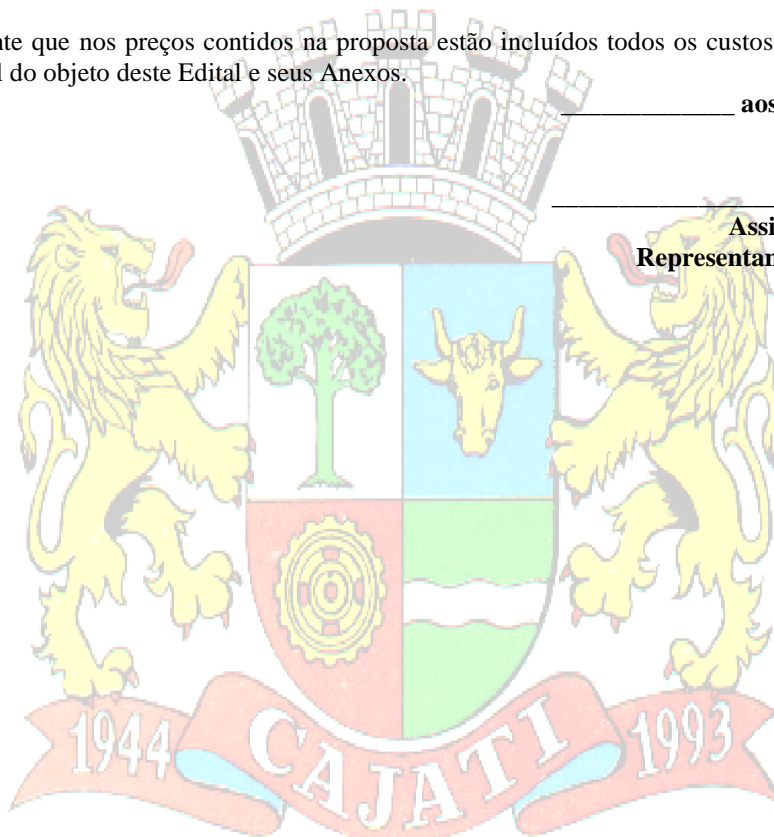 nte que nos preços contidos na proposta estão incluídos todos os custos
l do objeto deste Edital e seus Anexos.
_____________ aos
___________________
Assi
Representan
1944 CAJATI 1993